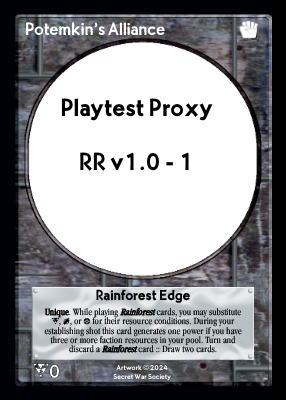 Potemkin's Alliance
Playtest Proxy
RR v1.0 - 1
Rainforest Edge
Unique. While playing Rainforest cards, you may substitute
, , or for their resource conditions. During your
establishing shot this card generates one power if you have
three or more faction resources in your pool. Turn and
discard a Rainforest card :: Draw two cards.
0
Artwork © 2024
Secret War Society